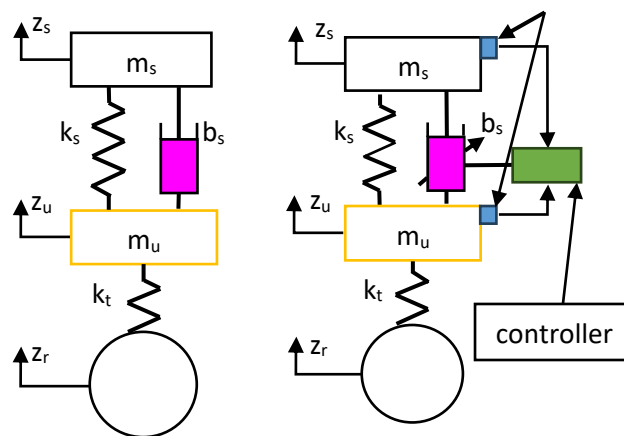 z_s
m_s
k_s
b_s
z_u
m_u
k_t
z_r
z_s
m_s
k_s
b_s
z_u
m_u
k_t
z_r
controller